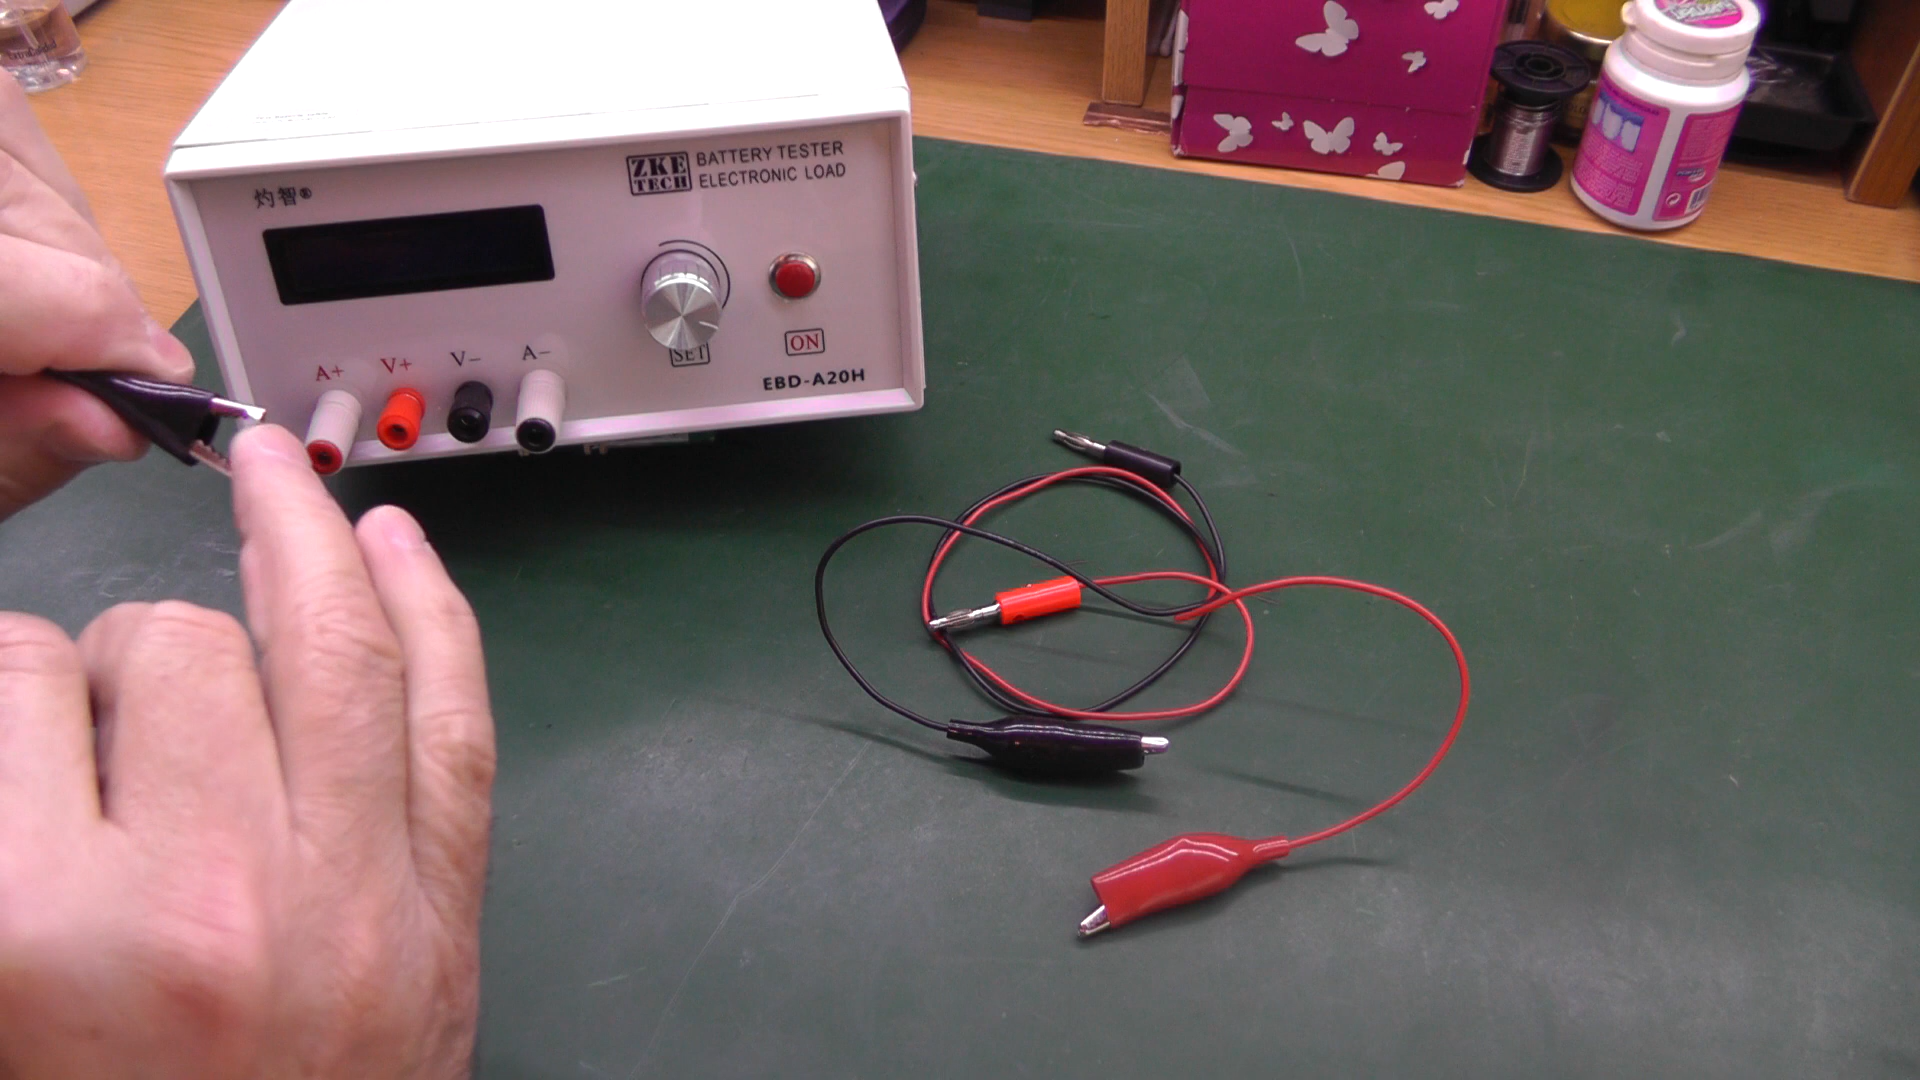 灼智®
ZKE
TECH
BATTERY TESTER
ELECTRONIC LOAD
SET
ON
A+ V+ V- A-
EBD-A20H